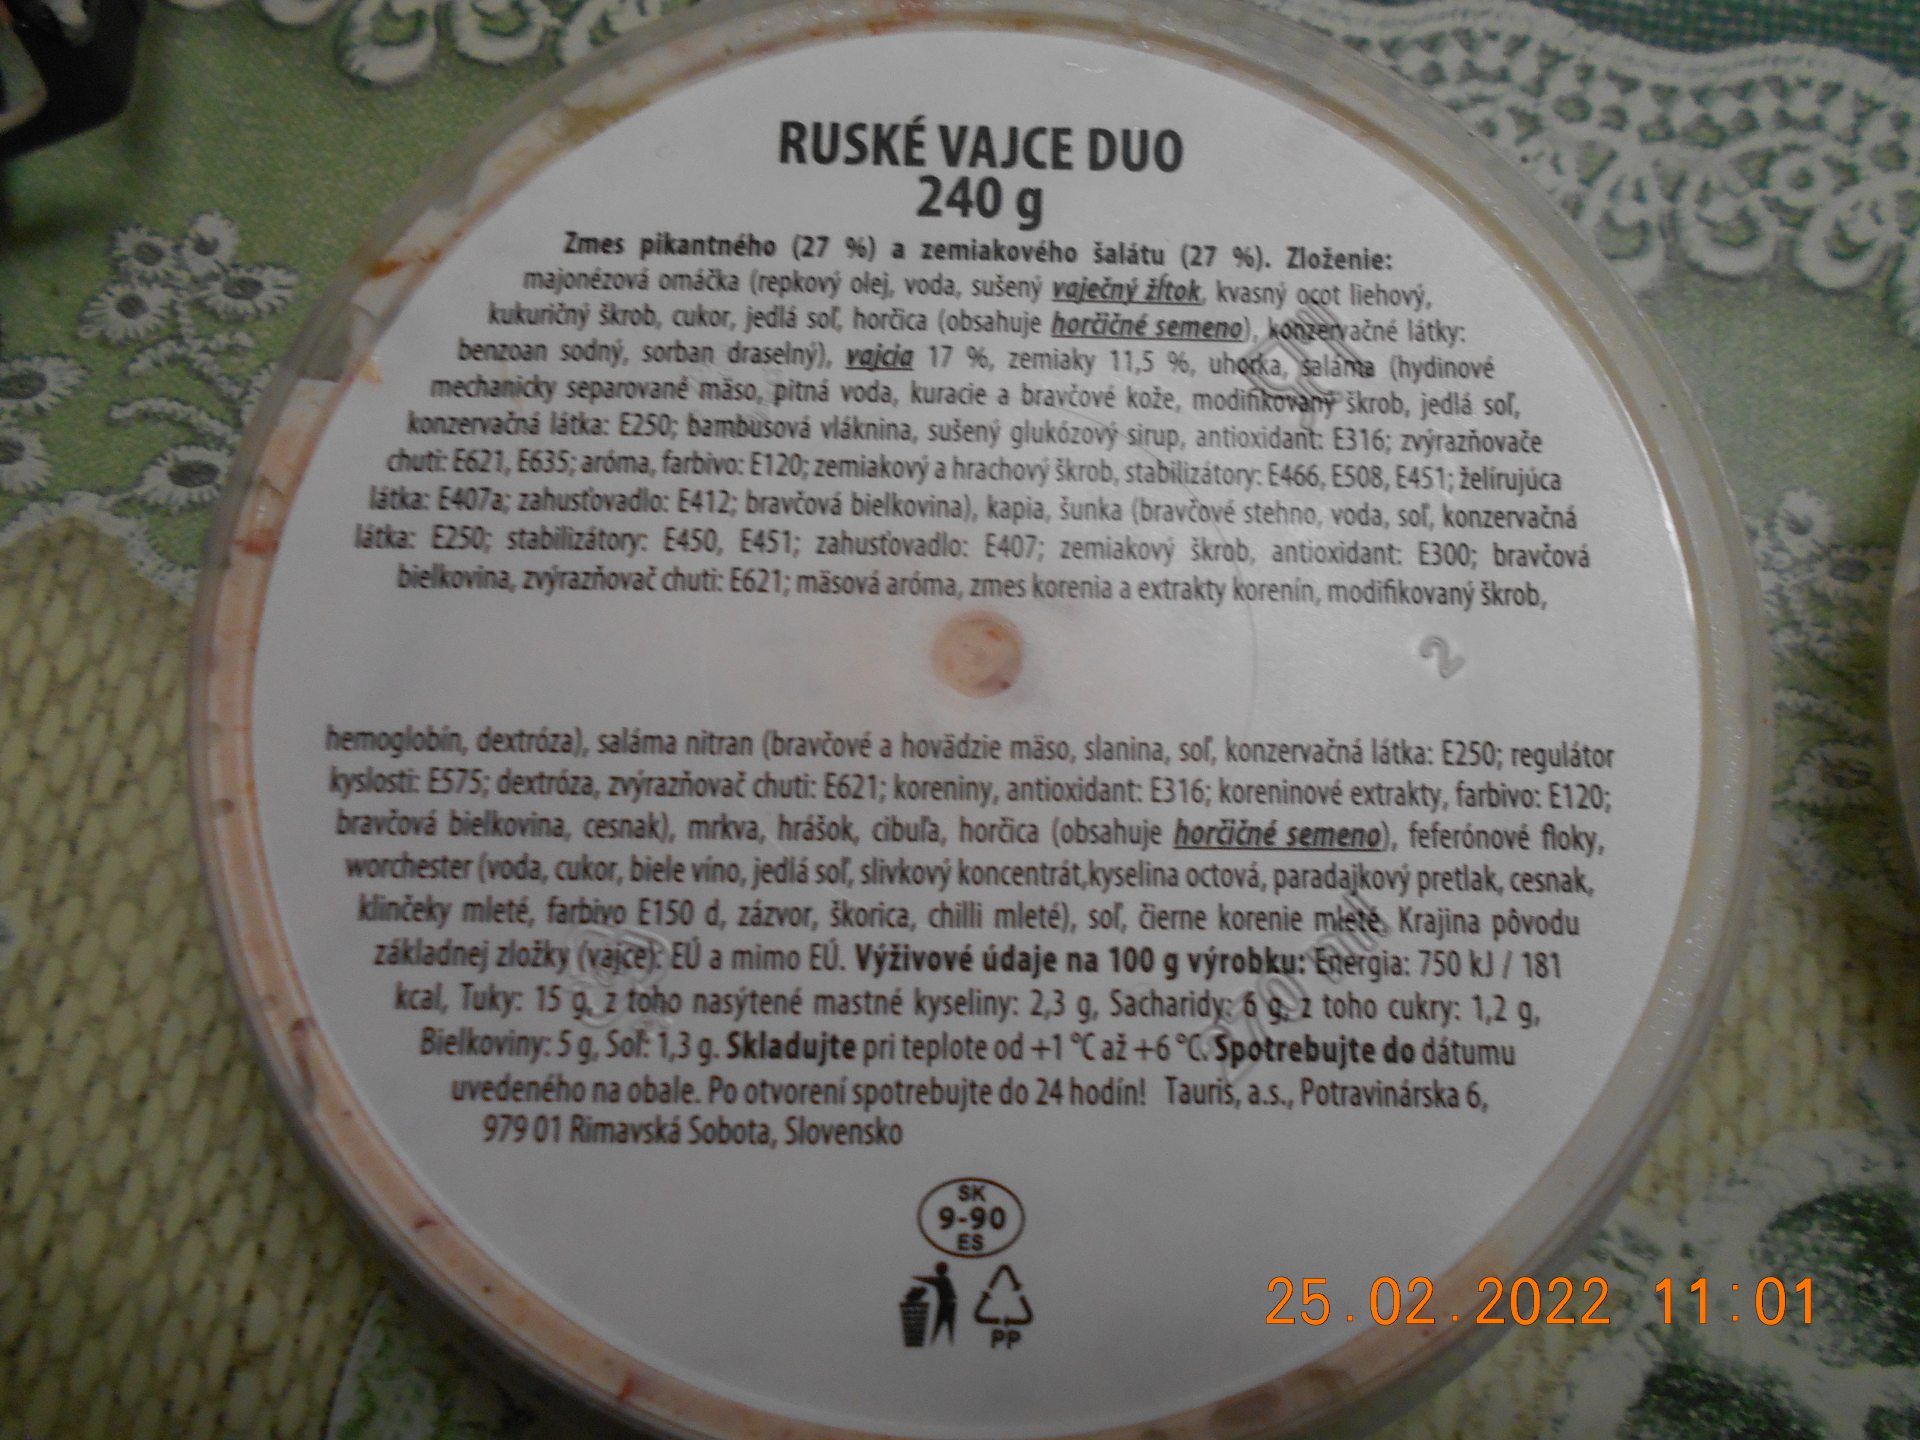 RUSKÉ VAJCE DUO
240 g
Zmes pikantného (27 %) a zemiakového šalátu (27 %). Zloženie:
majonézová omáčka (repkový olej, voda, sušený vaječný žĺtok, kvasný ocot liehový,
kukuričný škrob, cukor, jedlá soľ, horčica (obsahuje horčičné semeno), konzervačné látky:
benzoan sodný, sorban draselný), vajcia 17 %, zemiaky 11,5 %, uhorka, saláma (hydinové
mechanicky separované mäso, pitná voda, kuracie a bravčové kože, modifikovaný škrob, jedlá soľ,
konzervačná látka: E250; bambusová vláknina, sušený glukózový sirup, antioxidant: E316; zvýrazňovače
chuti: E621, E635; aróma, farbivo: E120; zemiakový a hrachový škrob, stabilizátory: E466, E508, E451; želírujúca
látka: E407a; zahusťovadlo: E412; bravčová bielkovina), kapia, šunka (bravčové stehno, voda, soľ, konzervačná
látka: E250; stabilizátory: E450, E451; zahusťovadlo: E407; zemiakový škrob, antioxidant: E300; bravčová
bielkovina, zvýrazňovač chuti: E621; mäsová aróma, zmes korenia a extrakty korenín, modifikovaný škrob,
2
hemoglobín, dextróza), saláma nitran (bravčové a hovädzie mäso, slanina, soľ, konzervačná látka: E250; regulátor
kyslosti: E575; dextróza, zvýrazňovač chuti: E621; koreniny, antioxidant: E316; koreninové extrakty, farbivo: E120;
bravčová bielkovina, cesnak), mrkva, hrášok, cibuľa, horčica (obsahuje horčičné semeno), feferónové floky,
worchester (voda, cukor, biele víno, jedlá soľ, slivkový koncentrát,kyselina octová, paradajkový pretlak, cesnak,
klinčeky mleté, farbivo E150 d, zázvor, škorica, chilli mleté), soľ, čierne korenie mleté. Krajina pôvodu
základnej zložky (vajce): EÚ a mimo EÚ. Výživové údaje na 100 g výrobku: Energia: 750 kJ / 181
kcal, Tuky: 15 g, z toho nasýtené mastné kyseliny: 2,3 g, Sacharidy: 6 g, z toho cukry: 1,2 g,
Bielkoviny: 5 g, Soľ: 1,3 g. Skladujte pri teplote od +1 °C až +6 °C. Spotrebujte do dátumu
uvedeného na obale. Po otvorení spotrebujte do 24 hodín! Tauris, a.s., Potravinárska 6,
979 01 Rimavská Sobota, Slovensko
SK
9-90
ES
PP
25.02.2022 11:01